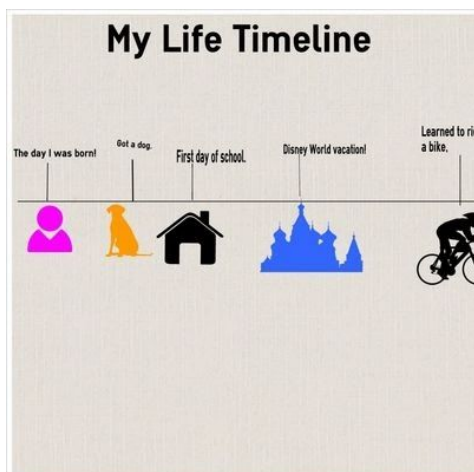 My Life Timeline
The day I was born!
Got a dog.
First day of school.
Disney World vacation!
Learned to
a bike,